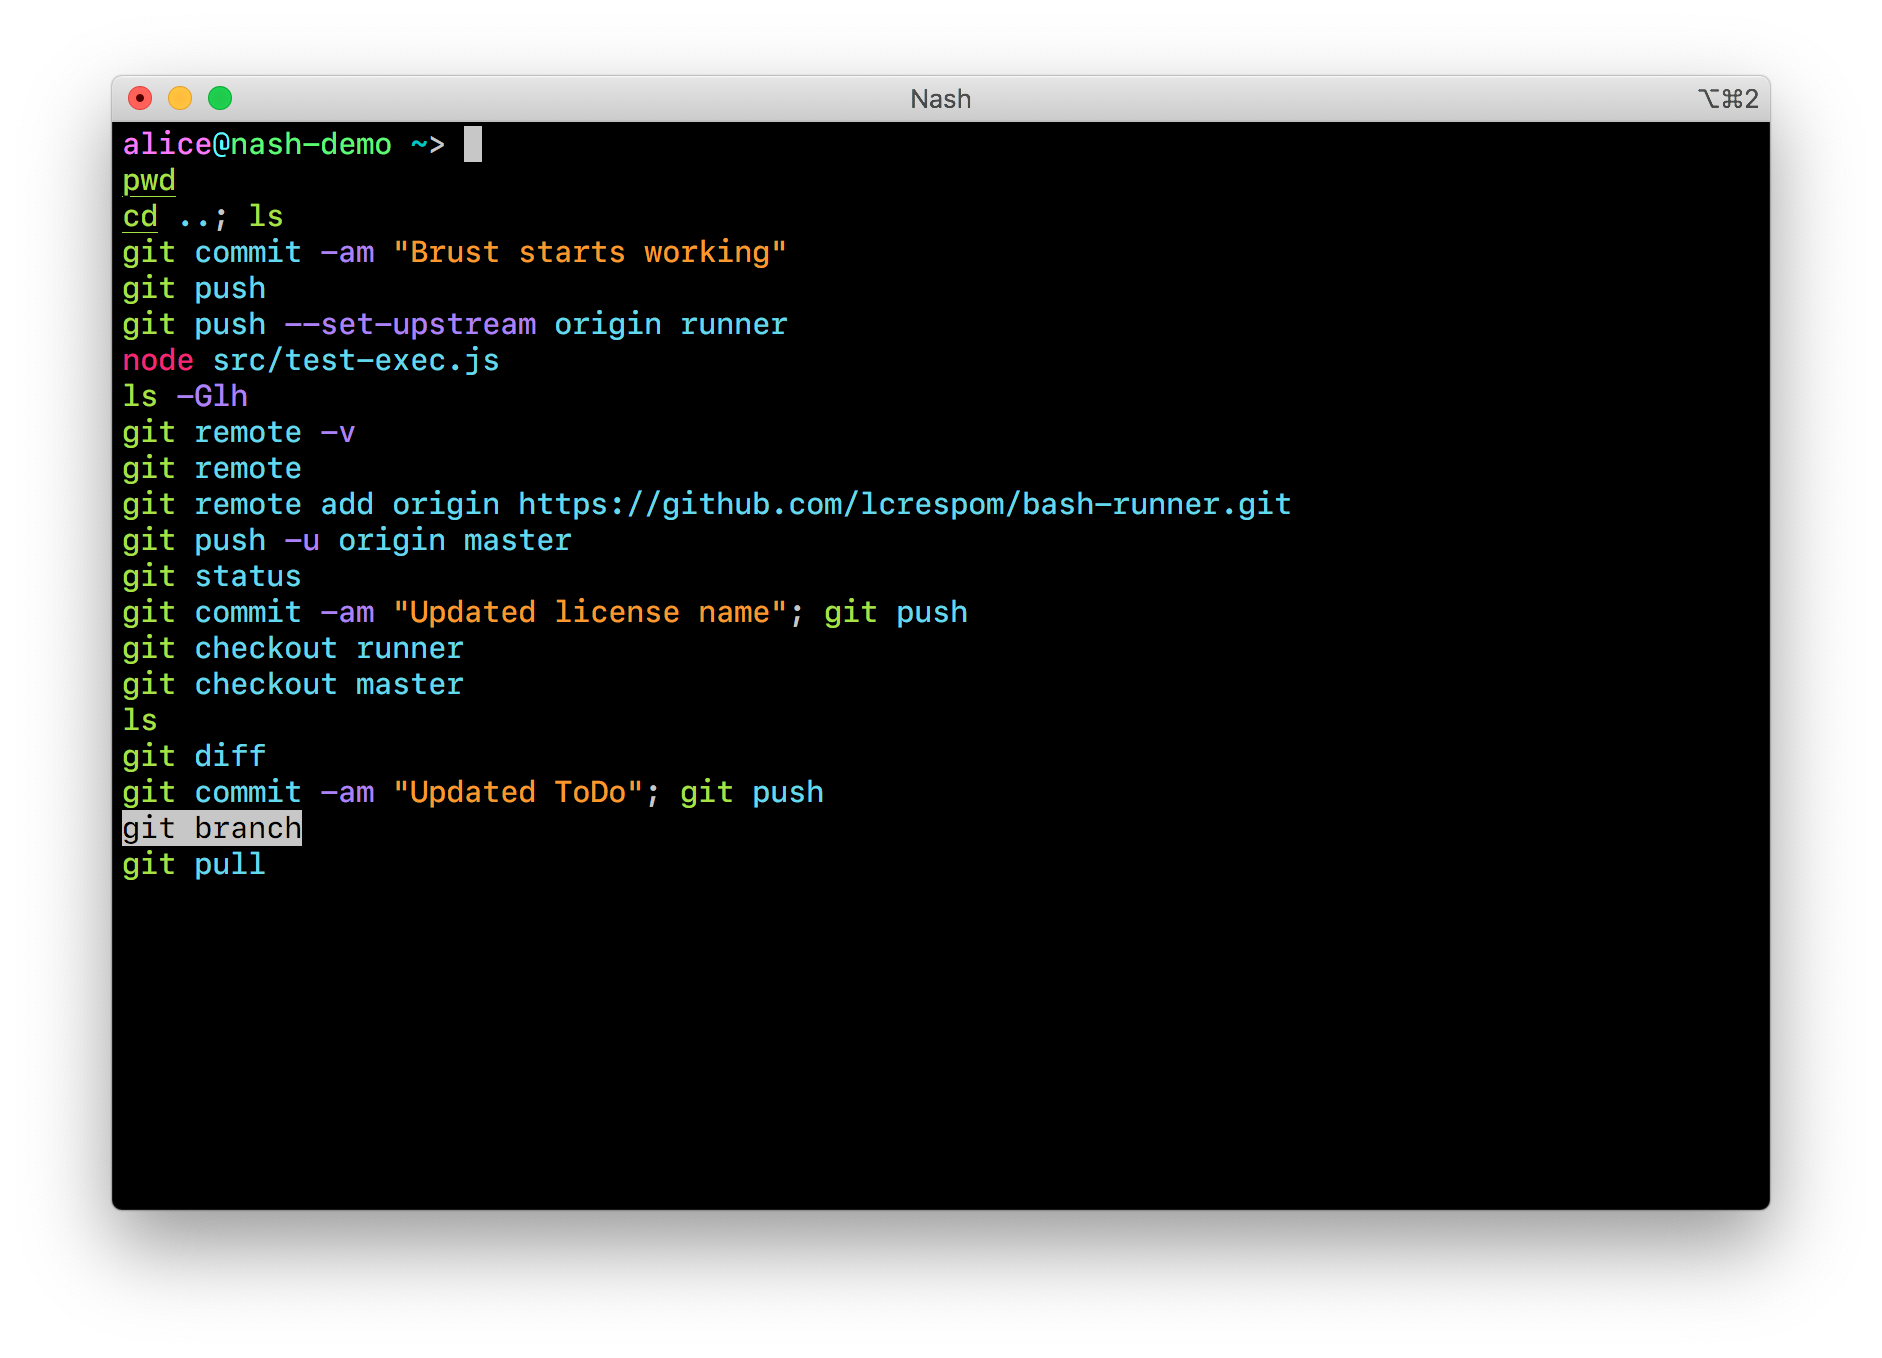 Nash ⌥⌘2
alice@nash-demo ~>
pwd
cd ..; ls
git commit -am "Brust starts working"
git push
git push --set-upstream origin runner
node src/test-exec.js
ls -Glh
git remote -v
git remote
git remote add origin https://github.com/lcrespom/bash-runner.git
git push -u origin master
git status
git commit -am "Updated license name"; git push
git checkout runner
git checkout master
ls
git diff
git commit -am "Updated ToDo"; git push
git branch
git pull